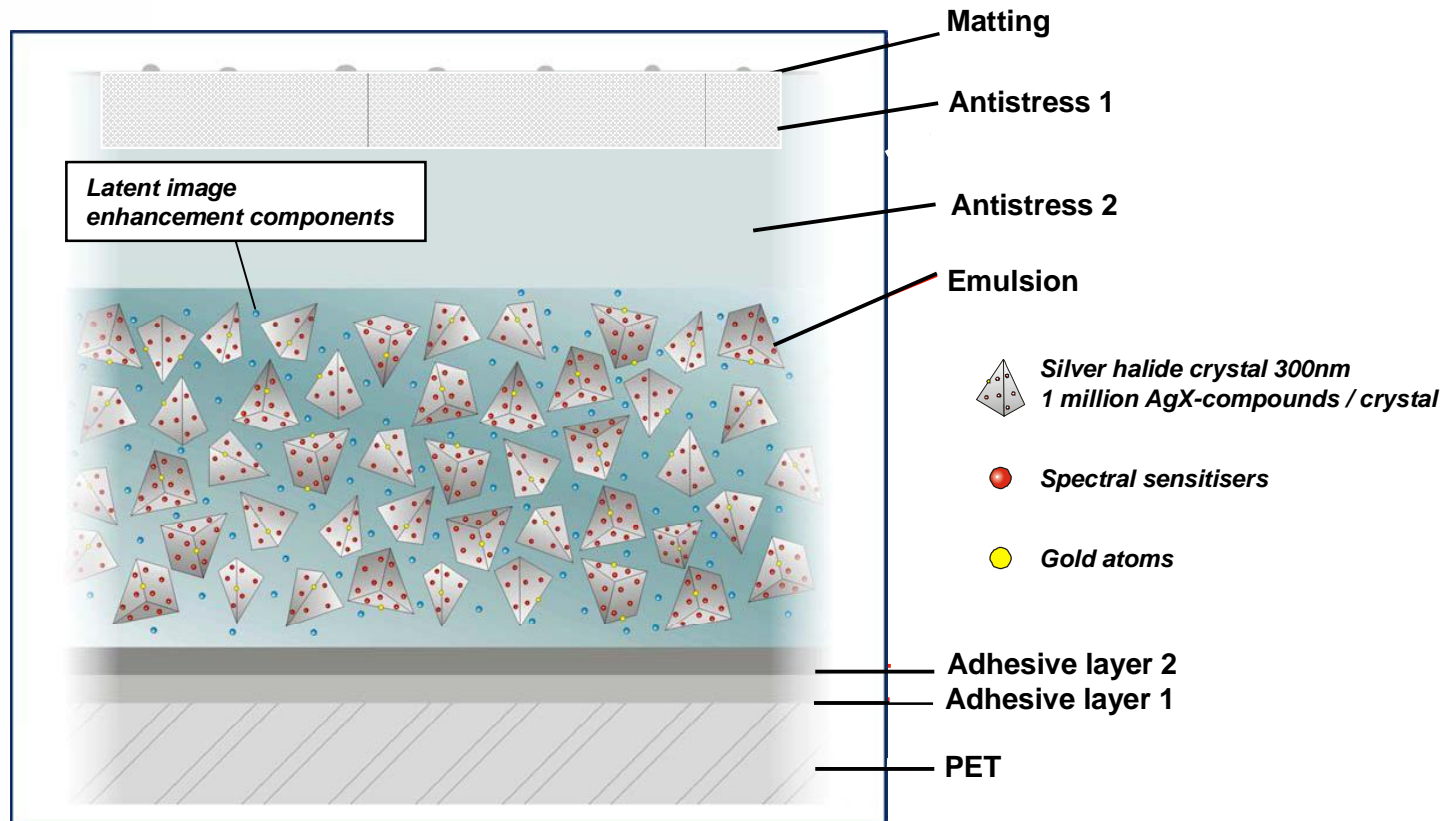 Matting
Antistress 1
Latent image
enhancement components
Antistress 2
Emulsion
Silver halide crystal 300nm
1 million AgX-compounds / crystal
Spectral sensitisers
Gold atoms
Adhesive layer 2
Adhesive layer 1
PET